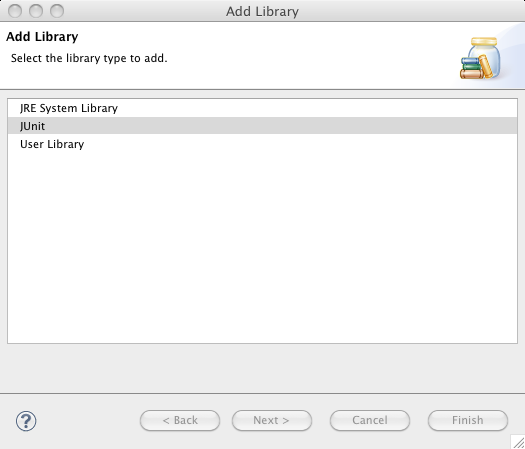 Add Library
Add Library
Select the library type to add.
JRE System Library
JUnit
User Library
?
< Back
Next >
Cancel
Finish